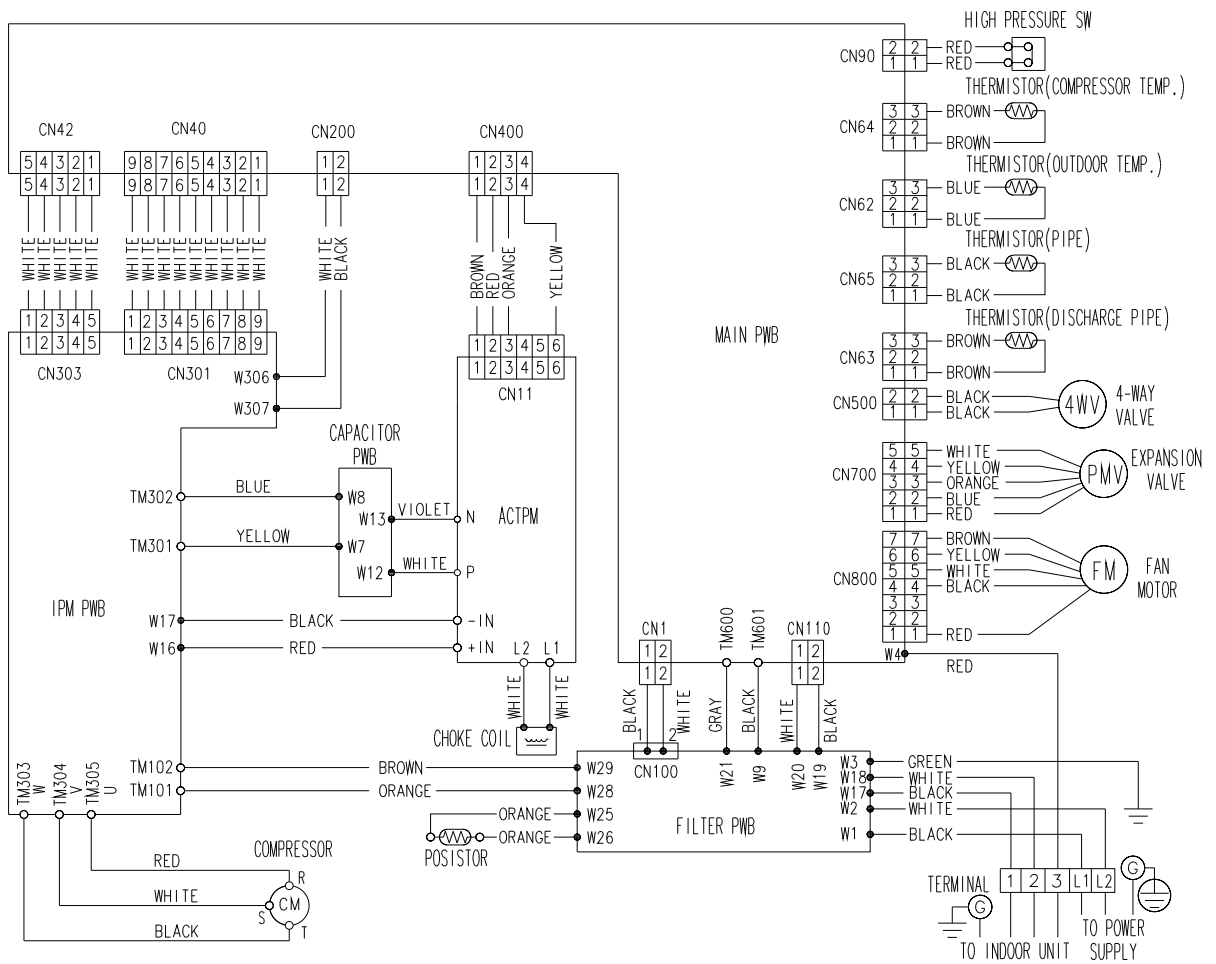 HIGH PRESSURE SW
CN90
2 2 RED
1 1 RED
THERMISTOR(COMPRESSOR TEMP.)
CN64
3 3 BROWN
2 2
1 1 BROWN
THERMISTOR(OUTDOOR TEMP.)
CN62
3 3 BLUE
2 2
1 1 BLUE
THERMISTOR(PIPE)
CN65
3 3 BLACK
2 2
1 1 BLACK
THERMISTOR(DISCHARGE PIPE)
CN63
3 3 BROWN
2 2
1 1 BROWN
CN500
2 2 BLACK
1 1 BLACK
4WV
4-WAY
VALVE
CN700
5 5 WHITE
4 4 YELLOW
3 3 ORANGE
2 2 BLUE
1 1 RED
PMV
EXPANSION
VALVE
CN800
7 7 BROWN
6 6 YELLOW
5 5 WHITE
4 4 BLACK
3 3
2 2
1 1 RED
FM
FAN
MOTOR
W4
RED
CN42
5 4 3 2 1
5 4 3 2 1
WHITE WHITE WHITE WHITE WHITE
1 2 3 4 5
1 2 3 4 5
CN303
CN40
9 8 7 6 5 4 3 2 1
9 8 7 6 5 4 3 2 1
WHITE WHITE WHITE WHITE WHITE WHITE WHITE WHITE WHITE
1 2 3 4 5 6 7 8 9
1 2 3 4 5 6 7 8 9
CN301
CN200
1 2
1 2
WHITE BLACK
W306
W307
CN400
1 2 3 4
1 2 3 4
BROWN RED ORANGE YELLOW
1 2 3 4 5 6
1 2 3 4 5 6
CN11
MAIN PWB
CAPACITOR
PWB
TM302 BLUE W8
W13 VIOLET N
TM301 YELLOW W7
W12 WHITE P
ACTPM
IPM PWB
W17 BLACK -IN
W16 RED +IN
L2 L1
WHITE WHITE
CHOKE COIL
CN1
1 2
1 2
BLACK WHITE
1 2
CN100
TM600 TM601
GRAY BLACK
W21 W9
CN110
1 2
1 2
WHITE BLACK
W20 W19
TM102 BROWN W29
TM101 ORANGE W28
ORANGE W25
ORANGE W26
POSISTOR
FILTER PWB
W3 GREEN
W18 WHITE
W17 BLACK
W2 WHITE
W1 BLACK
TM303 TM304 TM305
W V U
COMPRESSOR
RED R
WHITE S
BLACK T
CM
TERMINAL
1 2 3 L1 L2
G
G
TO INDOOR UNIT
TO POWER
SUPPLY